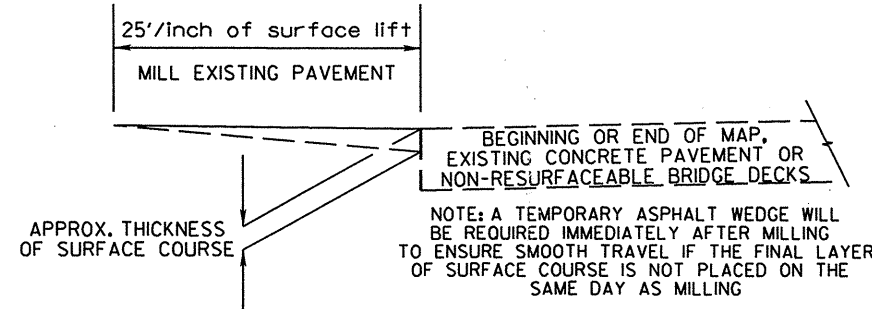 25'/inch of surface lift
MILL EXISTING PAVEMENT
BEGINNING OR END OF MAP,
EXISTING CONCRETE PAVEMENT OR
NON-RESURFACEABLE BRIDGE DECKS
APPROX. THICKNESS
OF SURFACE COURSE
NOTE: A TEMPORARY ASPHALT WEDGE WILL
BE REQUIRED IMMEDIATELY AFTER MILLING
TO ENSURE SMOOTH TRAVEL IF THE FINAL LAYER
OF SURFACE COURSE IS NOT PLACED ON THE
SAME DAY AS MILLING